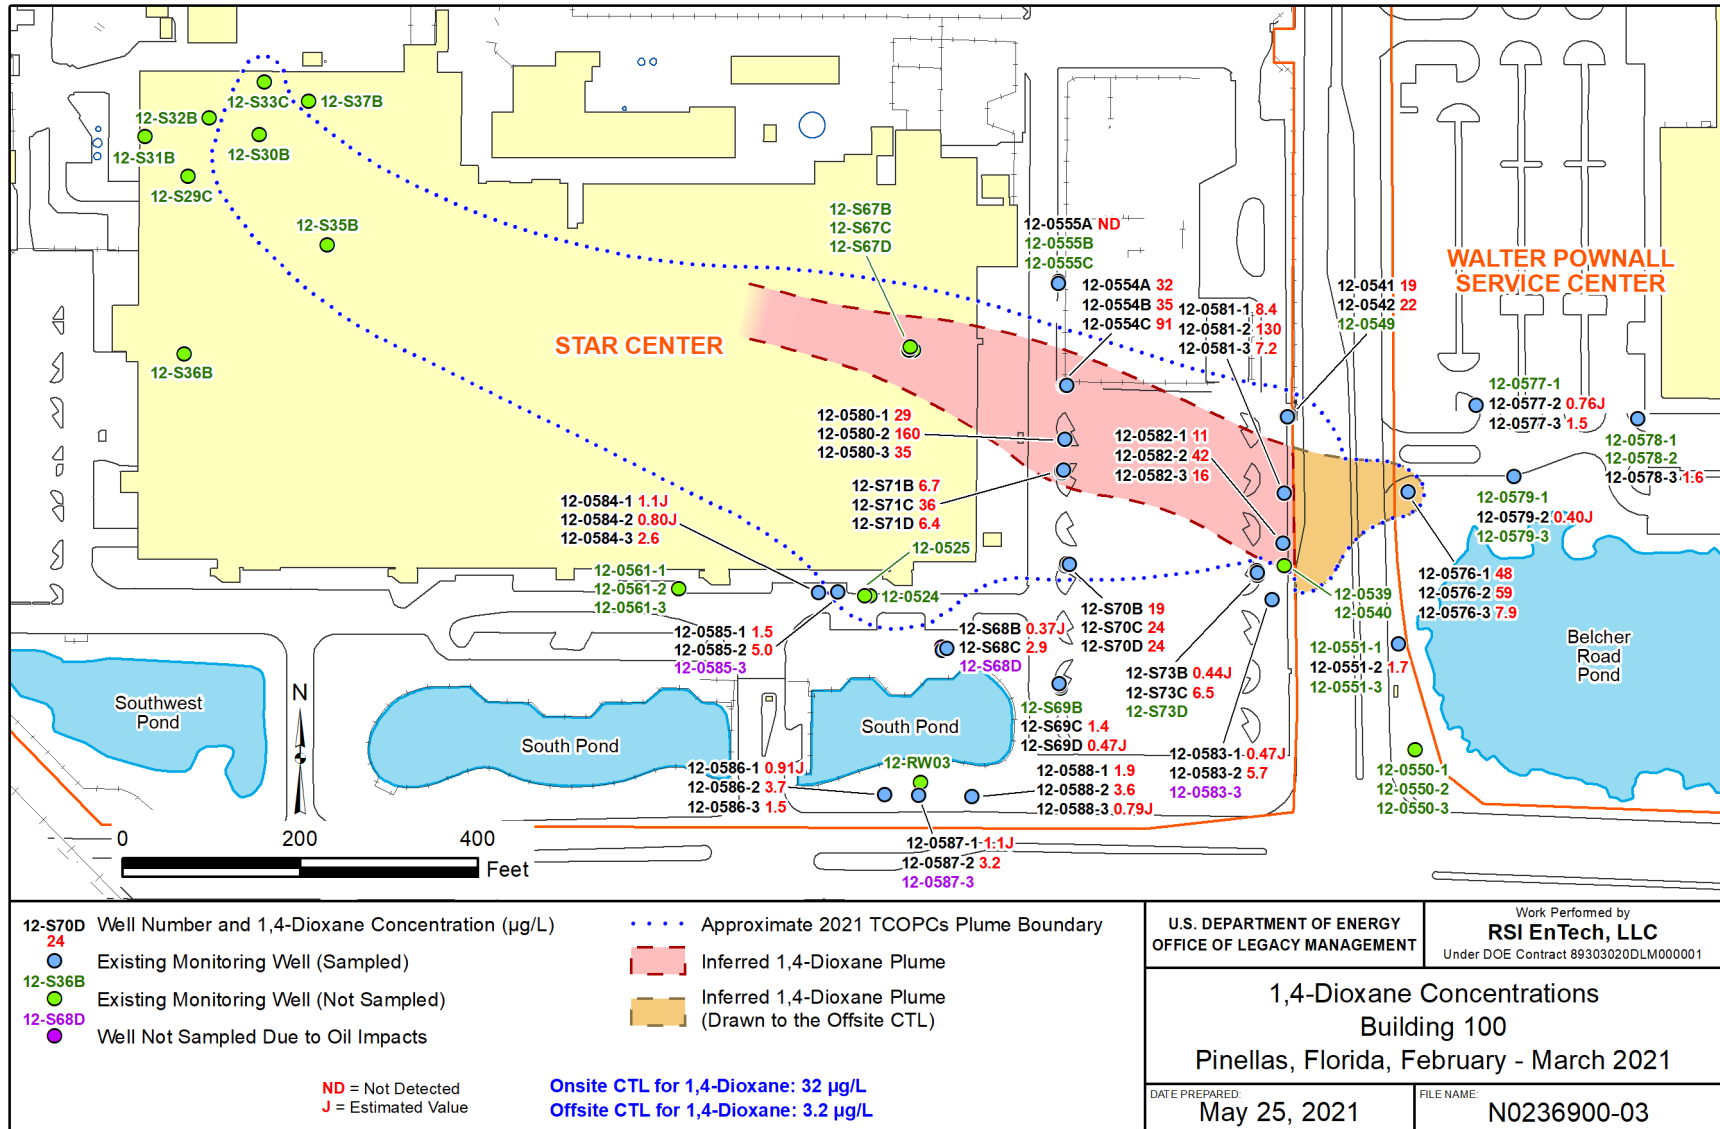 12-S33C
12-S37B
12-S32B
12-S31B
12-S30B
12-S29C
12-S35B
12-S36B
STAR CENTER
12-S67B
12-S67C
12-S67D
12-0555A ND
12-0555B
12-0555C
12-0554A 32
12-0554B 35
12-0554C 91
12-0581-1 8.4
12-0581-2 130
12-0581-3 7.2
12-0541 19
12-0542 22
12-0549
WALTER POWNALL
SERVICE CENTER
12-0577-1
12-0577-2 0.76J
12-0577-3 1.5
12-0578-1
12-0578-2
12-0578-3 1.6
12-0579-1
12-0579-2 0.40J
12-0579-3
12-0580-1 29
12-0580-2 160
12-0580-3 35
12-0582-1 11
12-0582-2 42
12-0582-3 16
12-S71B 6.7
12-S71C 36
12-S71D 6.4
12-0584-1 1.1J
12-0584-2 0.80J
12-0584-3 2.6
12-0525
12-0524
12-0561-1
12-0561-2
12-0561-3
12-0585-1 1.5
12-0585-2 5.0
12-0585-3
12-S68B 0.37J
12-S68C 2.9
12-S68D
12-S70B 19
12-S70C 24
12-S70D 24
12-0539
12-0540
12-0576-1 48
12-0576-2 59
12-0576-3 7.9
12-0551-1
12-0551-2 1.7
12-0551-3
Belcher
Road
Pond
12-S73B 0.44J
12-S73C 6.5
12-S73D
12-S69B
12-S69C 1.4
12-S69D 0.47J
12-0583-1 0.47J
12-0583-2 5.7
12-0583-3
12-0550-1
12-0550-2
12-0550-3
Southwest
Pond
N
South Pond
South Pond
12-RW03
12-0586-1 0.91J
12-0586-2 3.7
12-0586-3 1.5
12-0588-1 1.9
12-0588-2 3.6
12-0588-3 0.79J
12-0587-1 1.1J
12-0587-2 3.2
12-0587-3
0 200 400
Feet
12-S70D
24
Well Number and 1,4-Dioxane Concentration (µg/L)
Existing Monitoring Well (Sampled)
12-S36B
Existing Monitoring Well (Not Sampled)
12-S68D
Well Not Sampled Due to Oil Impacts
Approximate 2021 TCOPCs Plume Boundary
Inferred 1,4-Dioxane Plume
Inferred 1,4-Dioxane Plume
(Drawn to the Offsite CTL)
ND = Not Detected
J = Estimated Value
Onsite CTL for 1,4-Dioxane: 32 µg/L
Offsite CTL for 1,4-Dioxane: 3.2 µg/L
U.S. DEPARTMENT OF ENERGY
OFFICE OF LEGACY MANAGEMENT
Work Performed by
RSI EnTech, LLC
Under DOE Contract 89303020DLM000001
1,4-Dioxane Concentrations
Building 100
Pinellas, Florida, February - March 2021
DATE PREPARED:
May 25, 2021
FILE NAME:
N0236900-03